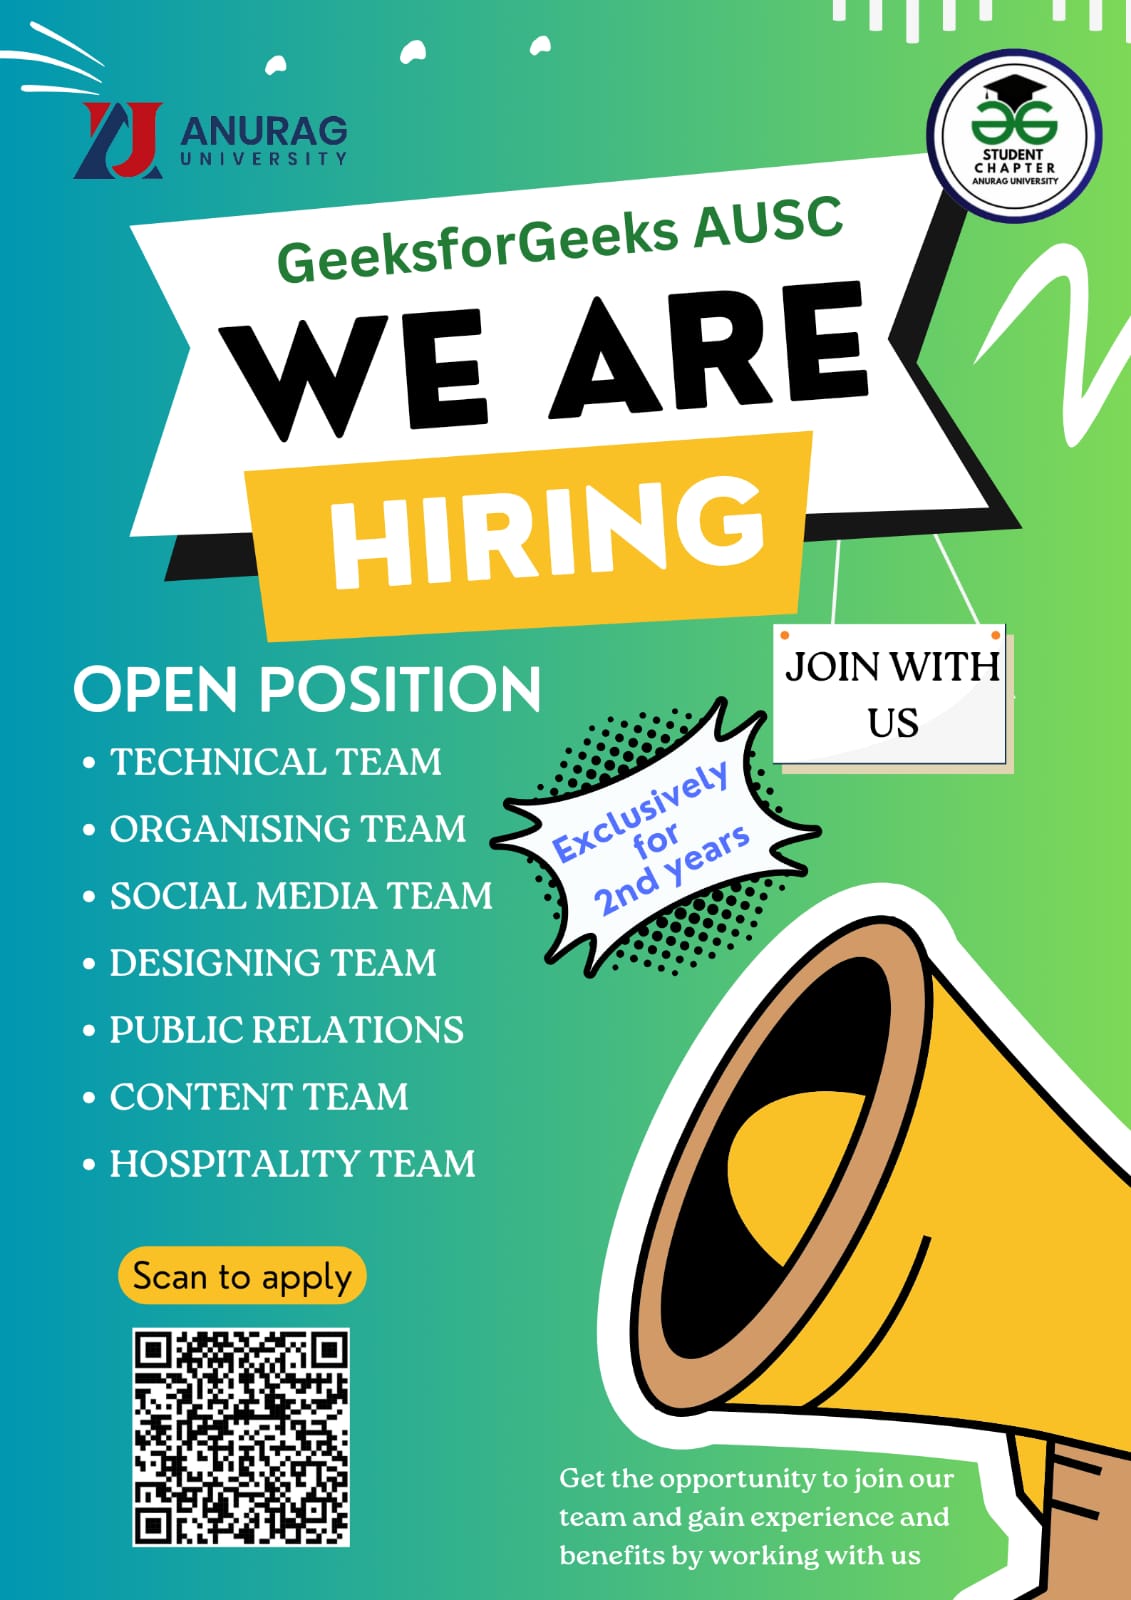 ANURAG
UNIVERSITY
STUDENT
CHAPTER
ANURAG UNIVERSITY
GeeksforGeeks AUSC
WE ARE
HIRING
JOIN WITH
US
OPEN POSITION
• TECHNICAL TEAM
• ORGANISING TEAM
• SOCIAL MEDIA TEAM
• DESIGNING TEAM
• PUBLIC RELATIONS
• CONTENT TEAM
• HOSPITALITY TEAM
Exclusively
for
2nd years
Scan to apply
Get the opportunity to join our
team and gain experience and
benefits by working with us